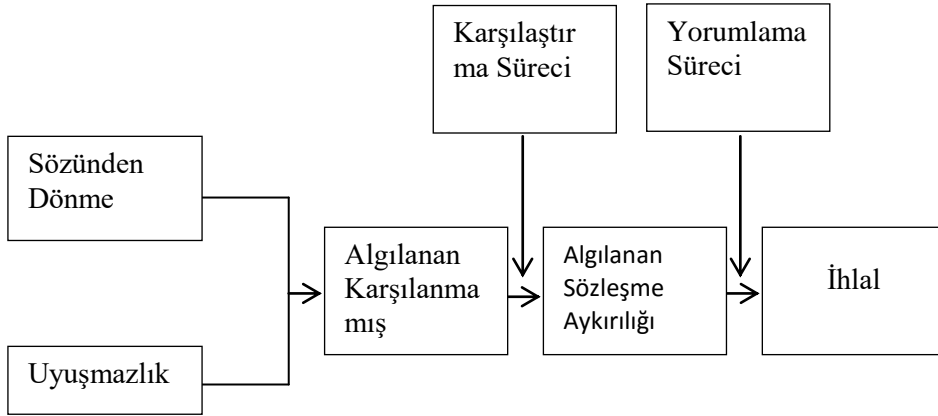 Karşılaştır
ma Süreci
Yorumlama
Süreci
Sözünden
Dönme
Algılanan
Karşılanma
mış
Algılanan
Sözleşme
Aykırılığı
İhlal
Uyuşmazlık